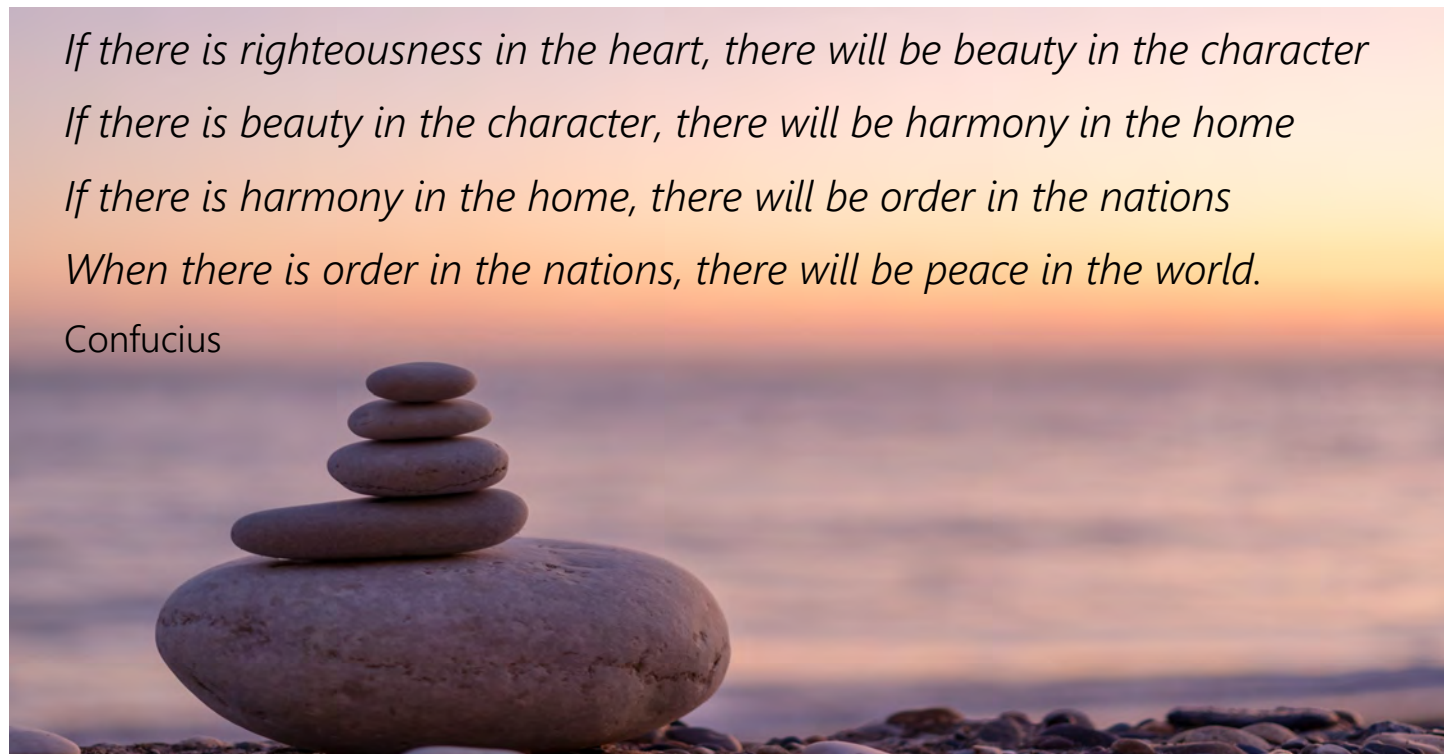 If there is righteousness in the heart, there will be beauty in the character
If there is beauty in the character, there will be harmony in the home
If there is harmony in the home, there will be order in the nations
When there is order in the nations, there will be peace in the world.
Confucius